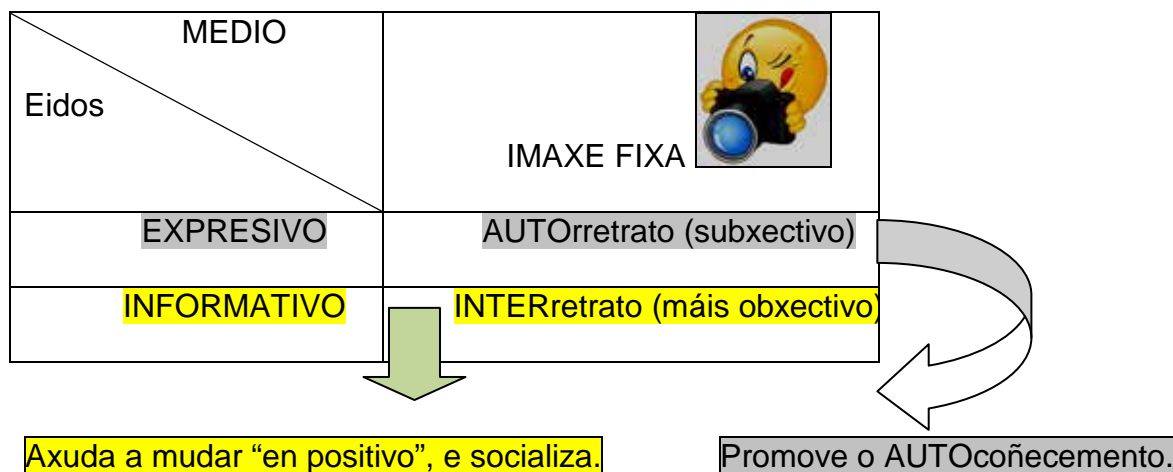 MEDIO
Eidos
IMAXE FIXA
EXPRESIVO AUTOrretrato (subxectivo)
INFORMATIVO INTERretrato (máis obxectivo)
Axuda a mudar “en positivo”, e socializa. Promove o AUTOcoñecemento.